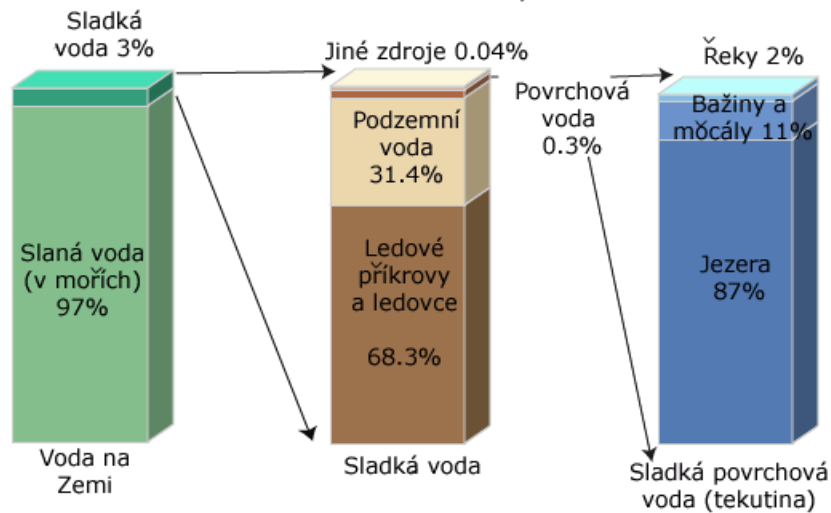 Sladká
voda 3%
Slaná voda
(v mořích)
97%
Voda na
Zemi
Jiné zdroje 0.04%
Podzemní
voda
31.4%
Ledové
příkrovy
a ledovce
68.3%
Sladká voda
Povrchová
voda
0.3%
Řeky 2%
Bažiny a
mǒcály 11%
Jezera
87%
Sladká povrchová
voda (tekutina)